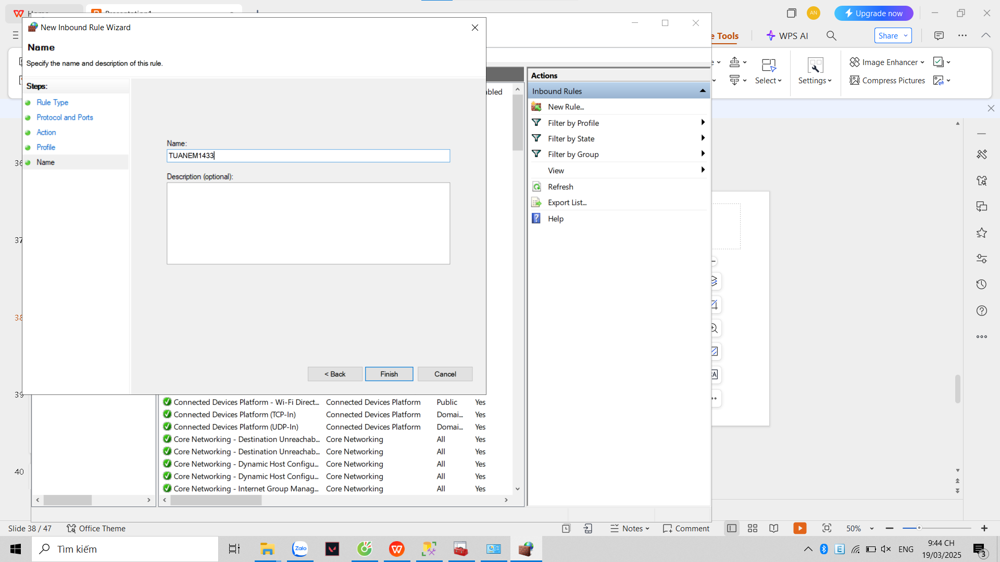 Home
Presentation1
AN
Upgrade now
New Inbound Rule Wizard
Name
Specify the name and description of this rule.
Steps:
Rule Type
Protocol and Ports
Action
Profile
Name
Name:
TUANEM1433
Description (optional):
< Back
Finish
Cancel
Actions
Inbound Rules
New Rule...
Filter by Profile
Filter by State
Filter by Group
View
Refresh
Export List...
Help
Tools
WPS AI
Share
Select
Settings
Image Enhancer
Compress Pictures
36
37
38
39
40
Connected Devices Platform - Wi-Fi Direct... Connected Devices Platform Public Yes
Connected Devices Platform (TCP-In) Connected Devices Platform Domai... Yes
Connected Devices Platform (UDP-In) Connected Devices Platform Domai... Yes
Core Networking - Destination Unreachab... Core Networking All Yes
Core Networking - Destination Unreachab... Core Networking All Yes
Core Networking - Dynamic Host Configu... Core Networking All Yes
Core Networking - Dynamic Host Configu... Core Networking All Yes
Core Networking - Internet Group Manag... Core Networking All Yes
Slide 38 / 47
Office Theme
Notes
Comment
50%
Tìm kiếm
Zalo
ENG
9:44 CH
19/03/2025
3